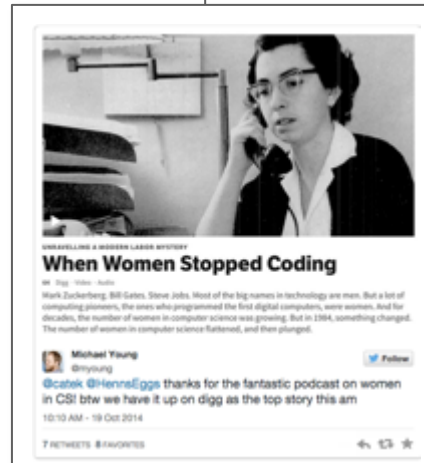 UNRAVELLING A MODERN LABOR MYSTERY
When Women Stopped Coding
Digg · Video · Audio
Mark Zuckerberg. Bill Gates. Steve Jobs. Most of the big names in technology are men. But a lot of
computing pioneers, the ones who programmed the first digital computers, were women. And for
decades, the number of women in computer science was growing. But in 1984, something changed.
The number of women in computer science flattened, and then plunged.
Michael Young
@myoung
Follow
@catek @HennsEggs thanks for the fantastic podcast on women
in CS! btw we have it up on digg as the top story this am
10:10 AM - 19 Oct 2014
7 RETWEETS 8 FAVORITES